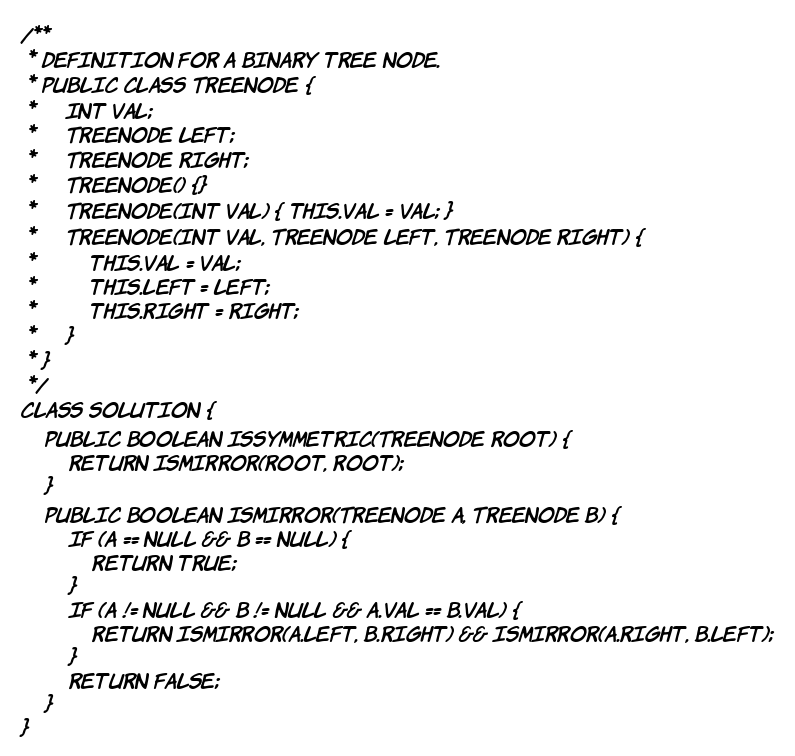 /**
 * DEFINITION FOR A BINARY TREE NODE.
 * PUBLIC CLASS TREENODE {
 *     INT VAL;
 *     TREENODE LEFT;
 *     TREENODE RIGHT;
 *     TREENODE() {}
 *     TREENODE(INT VAL) { THIS.VAL = VAL; }
 *     TREENODE(INT VAL, TREENODE LEFT, TREENODE RIGHT) {
 *         THIS.VAL = VAL;
 *         THIS.LEFT = LEFT;
 *         THIS.RIGHT = RIGHT;
 *     }
 * }
 */
CLASS SOLUTION {
    PUBLIC BOOLEAN ISSYMMETRIC(TREENODE ROOT) {
        RETURN ISMIRROR(ROOT, ROOT);
    }
    PUBLIC BOOLEAN ISMIRROR(TREENODE A, TREENODE B) {
        IF (A == NULL && B == NULL) {
            RETURN TRUE;
        }
        IF (A != NULL && B != NULL && A.VAL == B.VAL) {
            RETURN ISMIRROR(A.LEFT, B.RIGHT) && ISMIRROR(A.RIGHT, B.LEFT);
        }
        RETURN FALSE;
    }
}